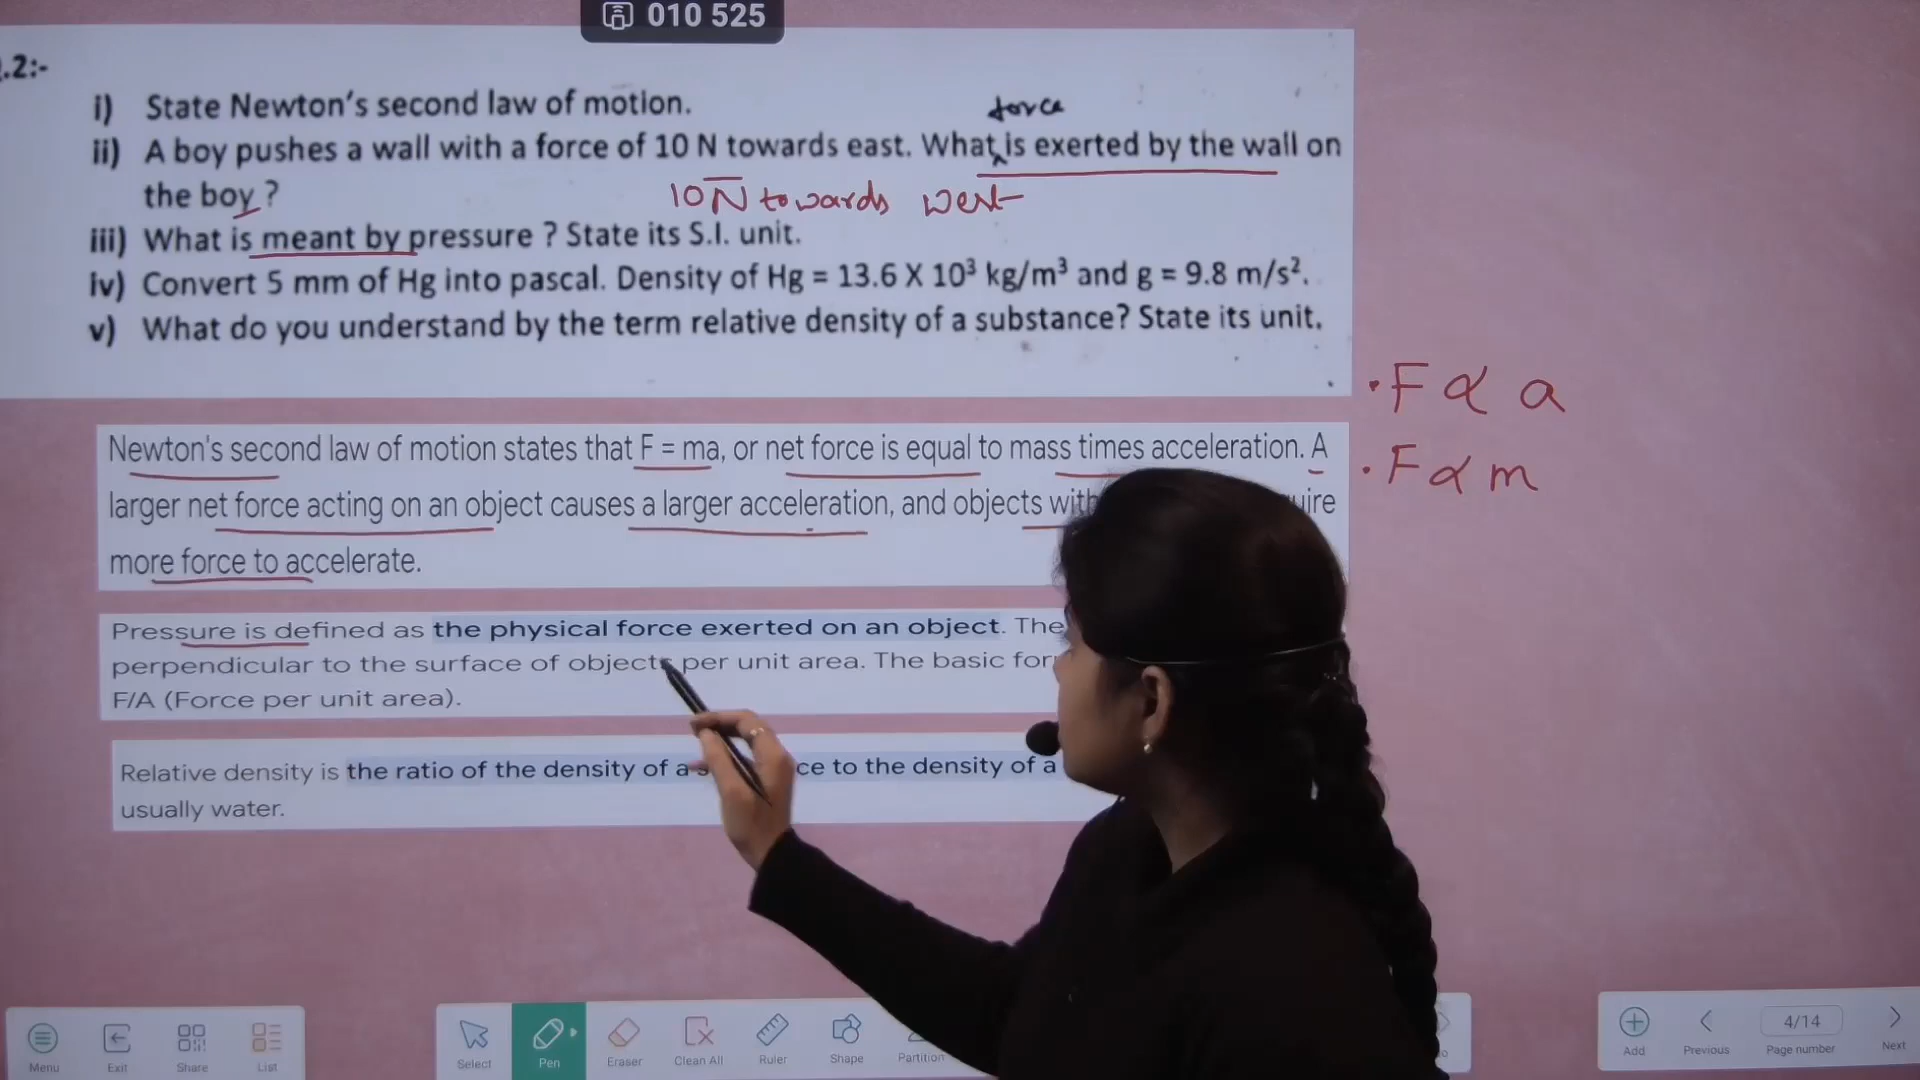 010 525
.2:-
i) State Newton's second law of motion.
force
ii) A boy pushes a wall with a force of 10 N towards east. What is exerted by the wall on
the boy ?
10 N towards west
iii) What is meant by pressure ? State its S.I. unit.
iv) Convert 5 mm of Hg into pascal. Density of Hg = 13.6 X 10³ kg/m³ and g = 9.8 m/s².
v) What do you understand by the term relative density of a substance? State its unit.
• F ∝ a
• F ∝ m
Newton's second law of motion states that F = ma, or net force is equal to mass times acceleration. A
larger net force acting on an object causes a larger acceleration, and objects with
more force to accelerate.
Pressure is defined as the physical force exerted on an object. The
perpendicular to the surface of objects per unit area. The basic
F/A (Force per unit area).
Relative density is the ratio of the density of a to the density of a
usually water.
Menu Exit Share List Select Pen Eraser Clean All Ruler Shape Partition Add Previous 4/14 Page number Next